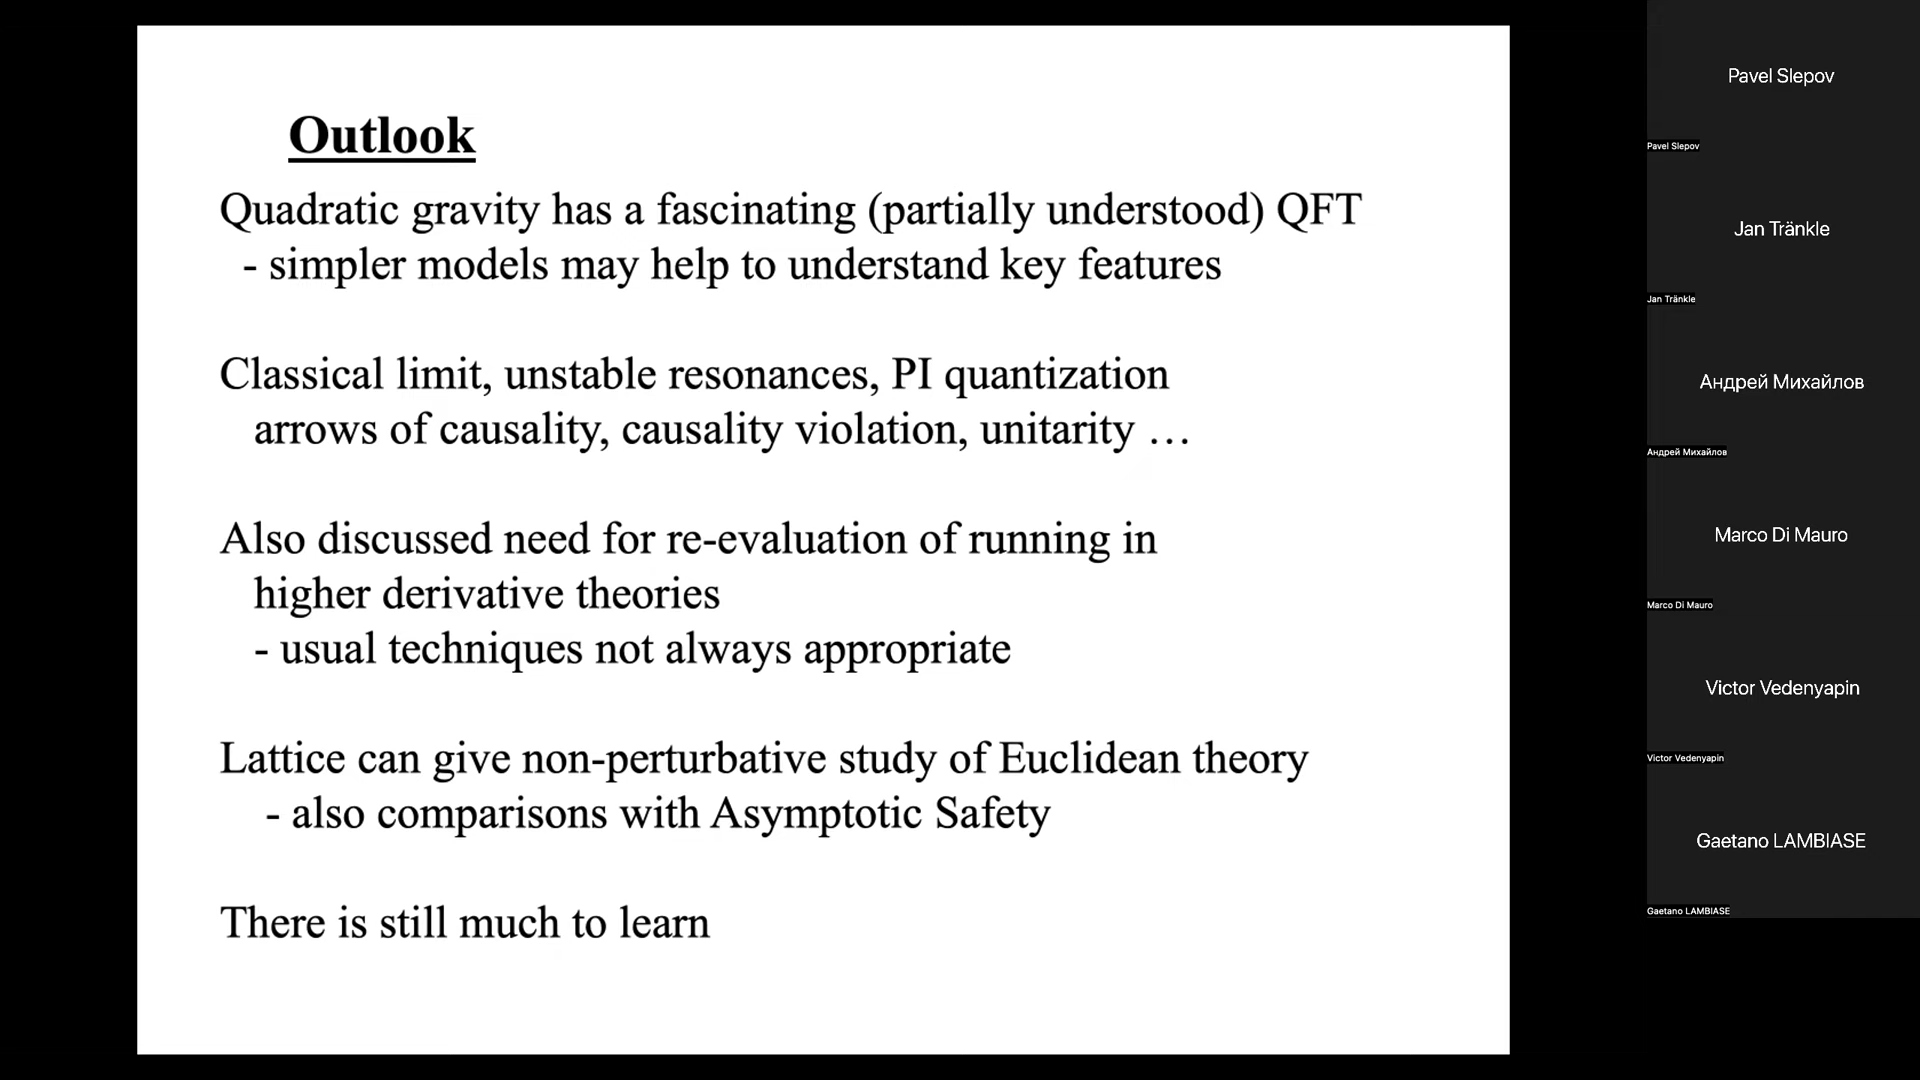 Outlook
Quadratic gravity has a fascinating (partially understood) QFT
- simpler models may help to understand key features
Classical limit, unstable resonances, PI quantization
arrows of causality, causality violation, unitarity …
Also discussed need for re-evaluation of running in
higher derivative theories
- usual techniques not always appropriate
Lattice can give non-perturbative study of Euclidean theory
- also comparisons with Asymptotic Safety
There is still much to learn
Pavel Slepov
Pavel Slepov
Jan Tränkle
Jan Tränkle
Андрей Михайлов
Андрей Михайлов
Marco Di Mauro
Marco Di Mauro
Victor Vedenyapin
Victor Vedenyapin
Gaetano LAMBIASE
Gaetano LAMBIASE